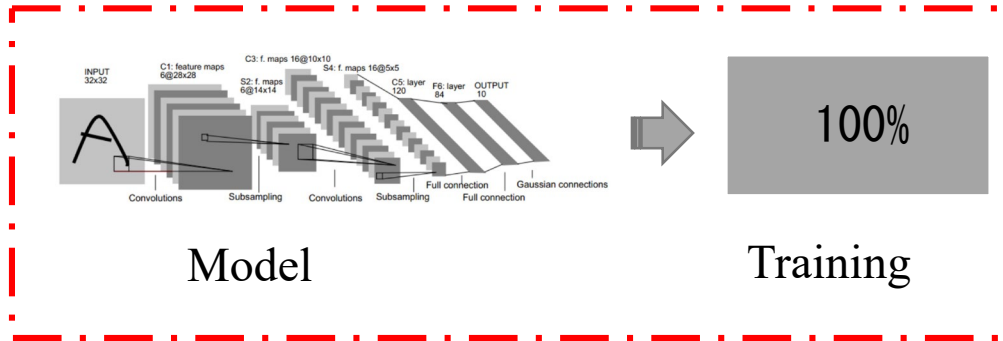 INPUT
32x32
C1: feature maps
6@28x28
S2: f. maps
6@14x14
C3: f. maps 16@10x10
S4: f. maps 16@5x5
C5: layer
120
F6: layer
84
OUTPUT
10
A
Convolutions
Subsampling
Convolutions
Subsampling
Full connection
Full connection
Gaussian connections
100%
Model
Training